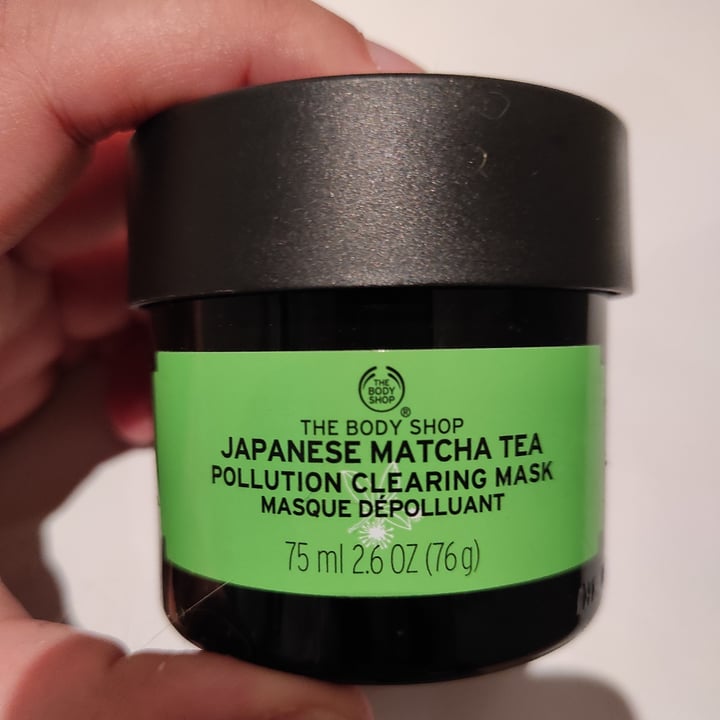 THE
BODY
SHOP
®
THE BODY SHOP
JAPANESE MATCHA TEA
POLLUTION CLEARING MASK
MASQUE DÉPOLLUANT
75 ml 2.6 OZ (76 g)